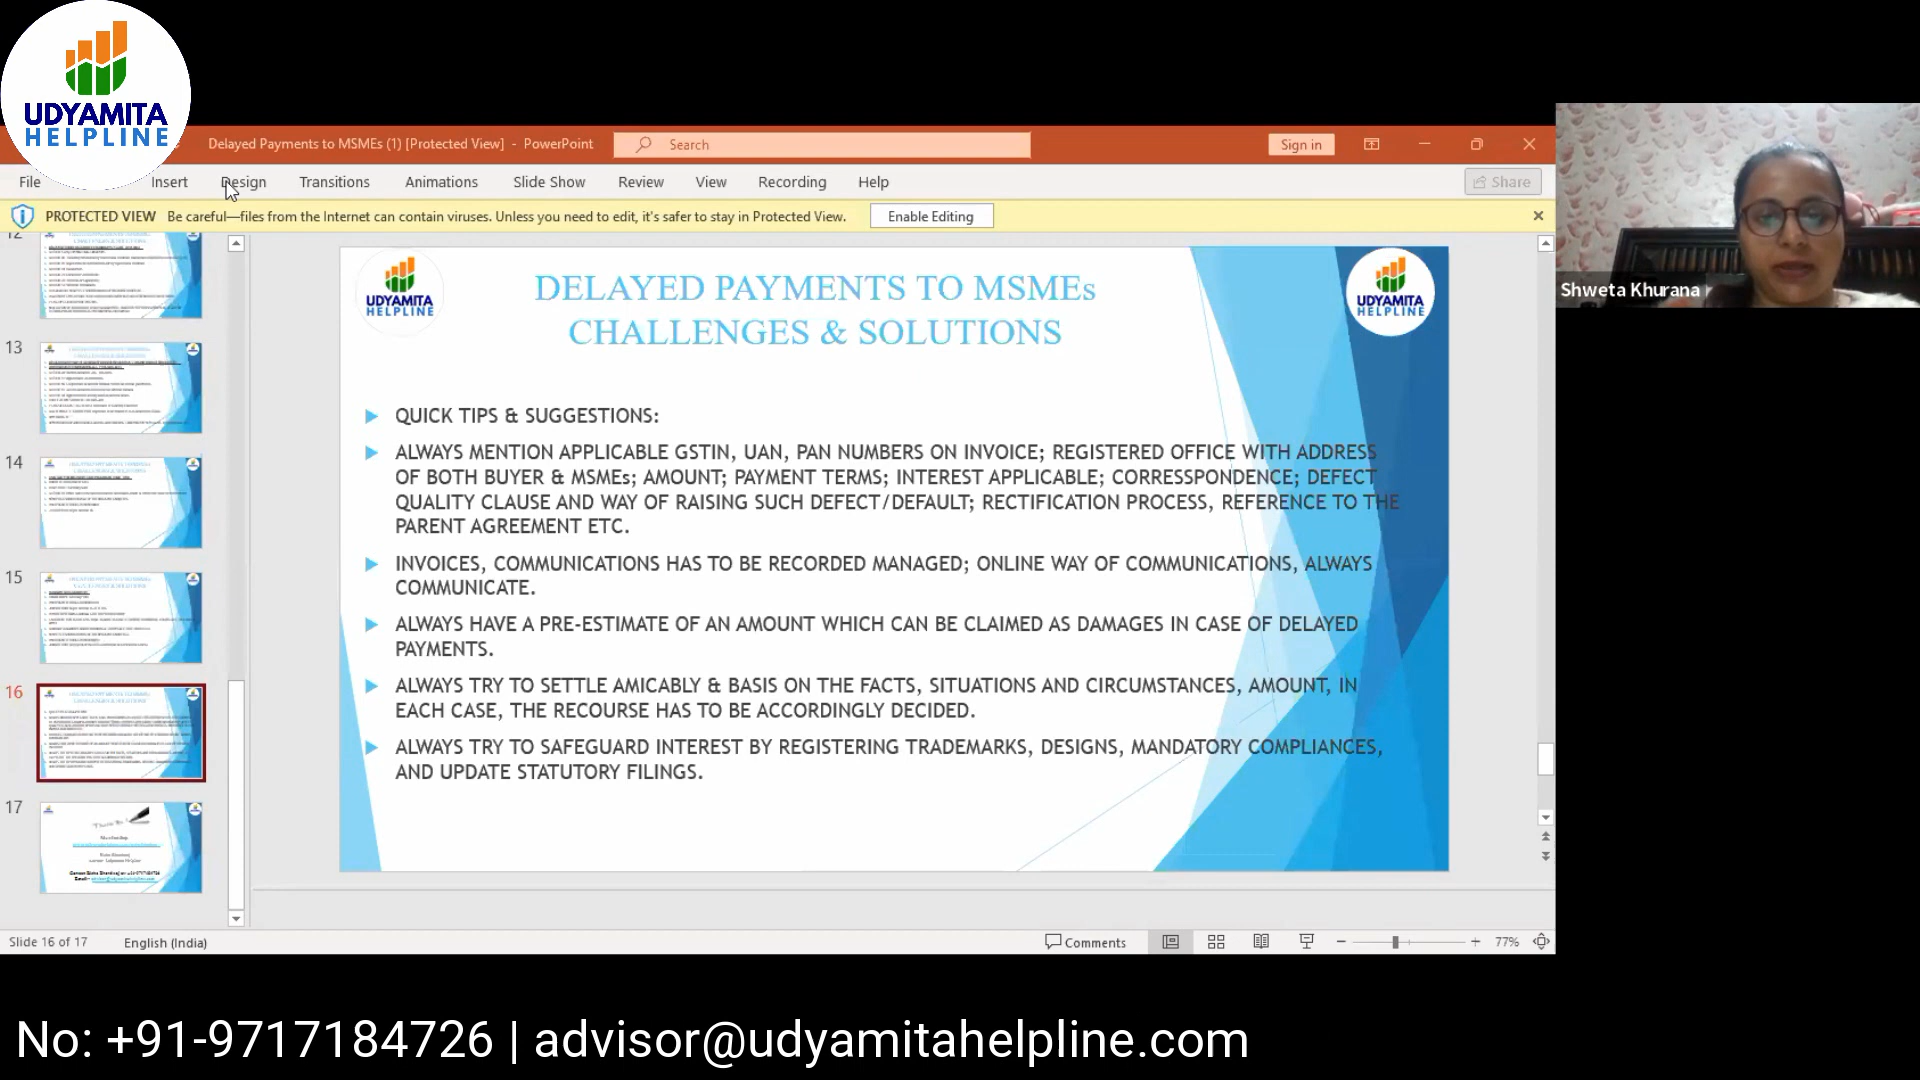 UDYAMITA
HELPLINE
Delayed Payments to MSMEs (1) [Protected View] - PowerPoint
Search
Sign in
File
Insert
Design
Transitions
Animations
Slide Show
Review
View
Recording
Help
Share
PROTECTED VIEW Be careful—files from the Internet can contain viruses. Unless you need to edit, it's safer to stay in Protected View.
Enable Editing
12
13
14
15
16
17
UDYAMITA
HELPLINE
DELAYED PAYMENTS TO MSMEs
CHALLENGES & SOLUTIONS
UDYAMITA
HELPLINE
QUICK TIPS & SUGGESTIONS:
ALWAYS MENTION APPLICABLE GSTIN, UAN, PAN NUMBERS ON INVOICE; REGISTERED OFFICE WITH ADDRESS
OF BOTH BUYER & MSMEs; AMOUNT; PAYMENT TERMS; INTEREST APPLICABLE; CORRESSPONDENCE; DEFECT
QUALITY CLAUSE AND WAY OF RAISING SUCH DEFECT/DEFAULT; RECTIFICATION PROCESS, REFERENCE TO THE
PARENT AGREEMENT ETC.
INVOICES, COMMUNICATIONS HAS TO BE RECORDED MANAGED; ONLINE WAY OF COMMUNICATIONS, ALWAYS
COMMUNICATE.
ALWAYS HAVE A PRE-ESTIMATE OF AN AMOUNT WHICH CAN BE CLAIMED AS DAMAGES IN CASE OF DELAYED
PAYMENTS.
ALWAYS TRY TO SETTLE AMICABLY & BASIS ON THE FACTS, SITUATIONS AND CIRCUMSTANCES, AMOUNT, IN
EACH CASE, THE RECOURSE HAS TO BE ACCORDINGLY DECIDED.
ALWAYS TRY TO SAFEGUARD INTEREST BY REGISTERING TRADEMARKS, DESIGNS, MANDATORY COMPLIANCES,
AND UPDATE STATUTORY FILINGS.
Shweta Khurana
Slide 16 of 17
English (India)
Comments
77%
No: +91-9717184726 | advisor@udyamitahelpline.com